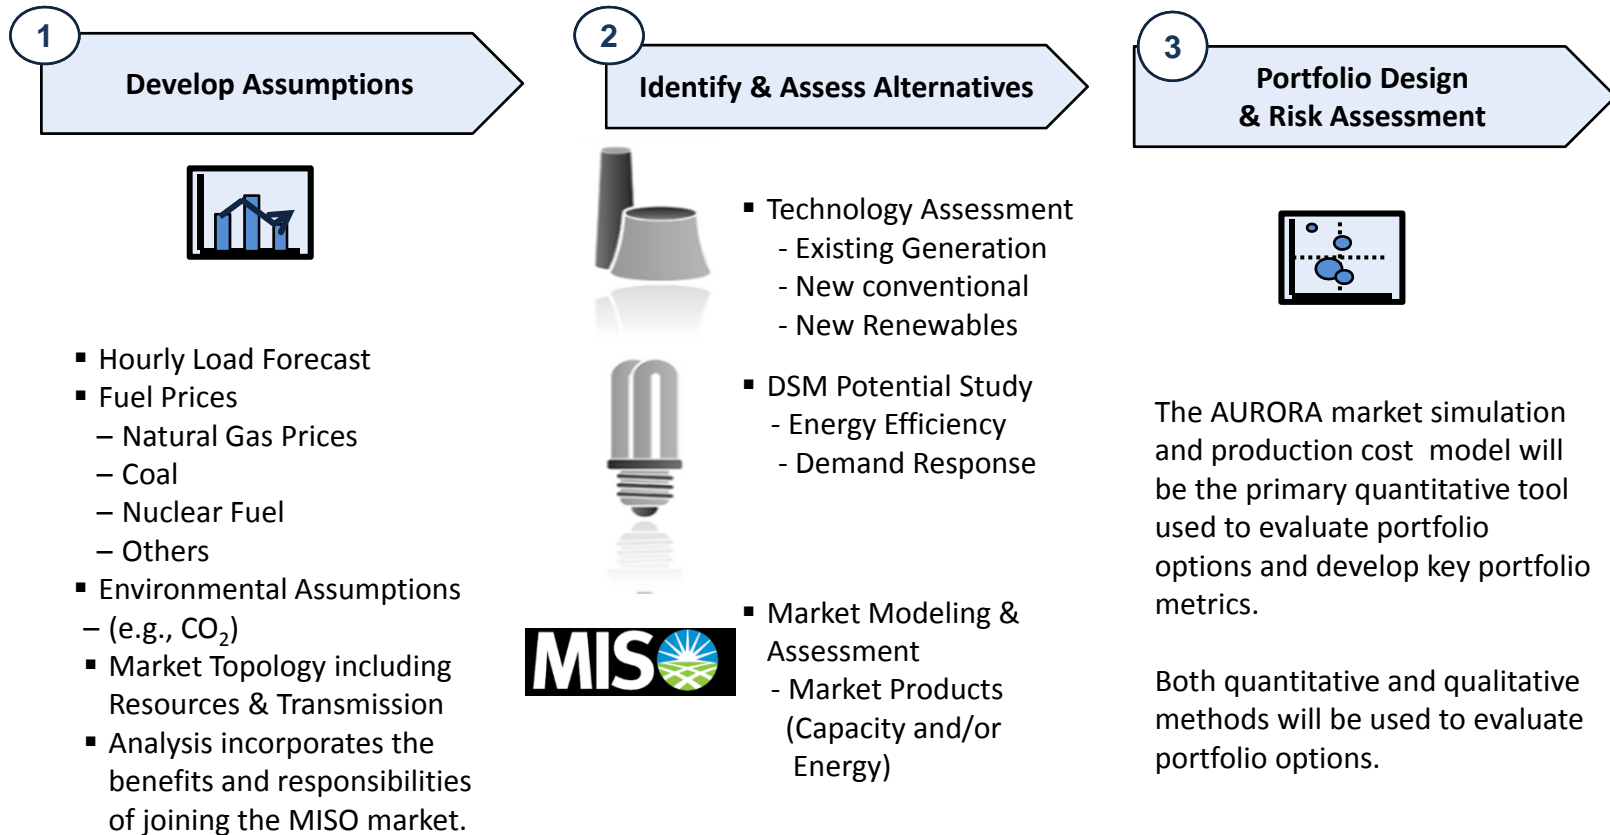 1
Develop Assumptions
▪ Hourly Load Forecast
▪ Fuel Prices
– Natural Gas Prices
– Coal
– Nuclear Fuel
– Others
▪ Environmental Assumptions
– (e.g., CO₂)
▪ Market Topology including
Resources & Transmission
▪ Analysis incorporates the
benefits and responsibilities
of joining the MISO market.
2
Identify & Assess Alternatives
▪ Technology Assessment
- Existing Generation
- New conventional
- New Renewables
▪ DSM Potential Study
- Energy Efficiency
- Demand Response
MISO
▪ Market Modeling &
Assessment
- Market Products
(Capacity and/or
Energy)
3
Portfolio Design
& Risk Assessment
The AURORA market simulation
and production cost model will
be the primary quantitative tool
used to evaluate portfolio
options and develop key portfolio
metrics.
Both quantitative and qualitative
methods will be used to evaluate
portfolio options.